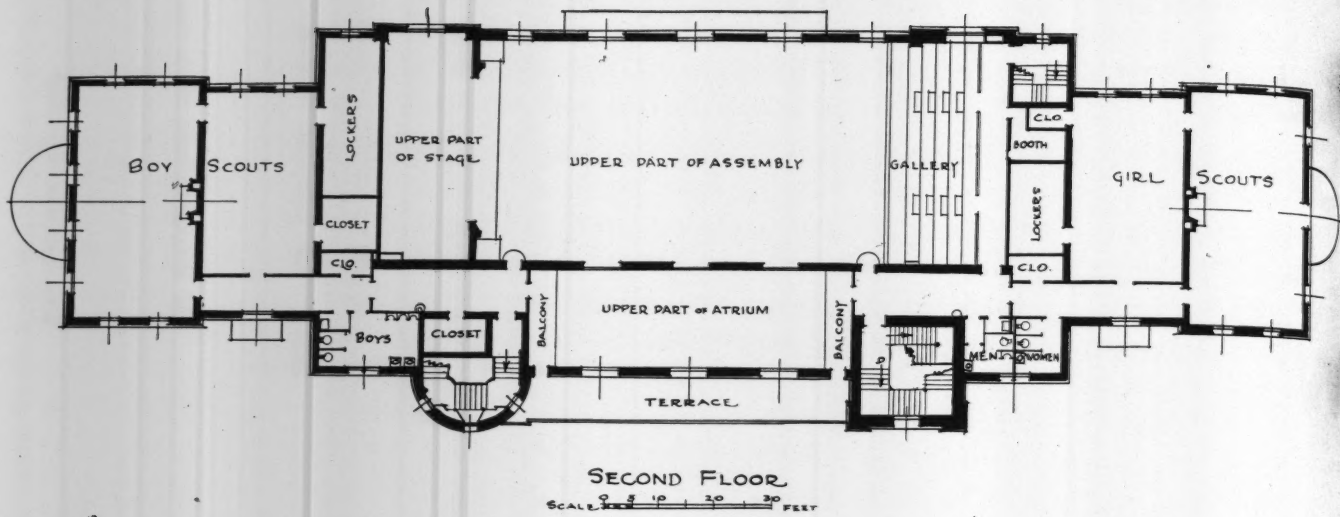 LOCKERS
UPPER PART
OF STAGE
UPPER PART OF ASSEMBLY
GALLERY
CLO.
BOOTH
BOY SCOUTS
GIRL SCOUTS
LOCKERS
CLOSET
CLO.
CLO.
BALCONY
UPPER PART OF ATRIUM
BALCONY
BOYS
CLOSET
D
MEN
WOMEN
TERRACE
SECOND FLOOR
SCALE 0 5 10 20 30 FEET